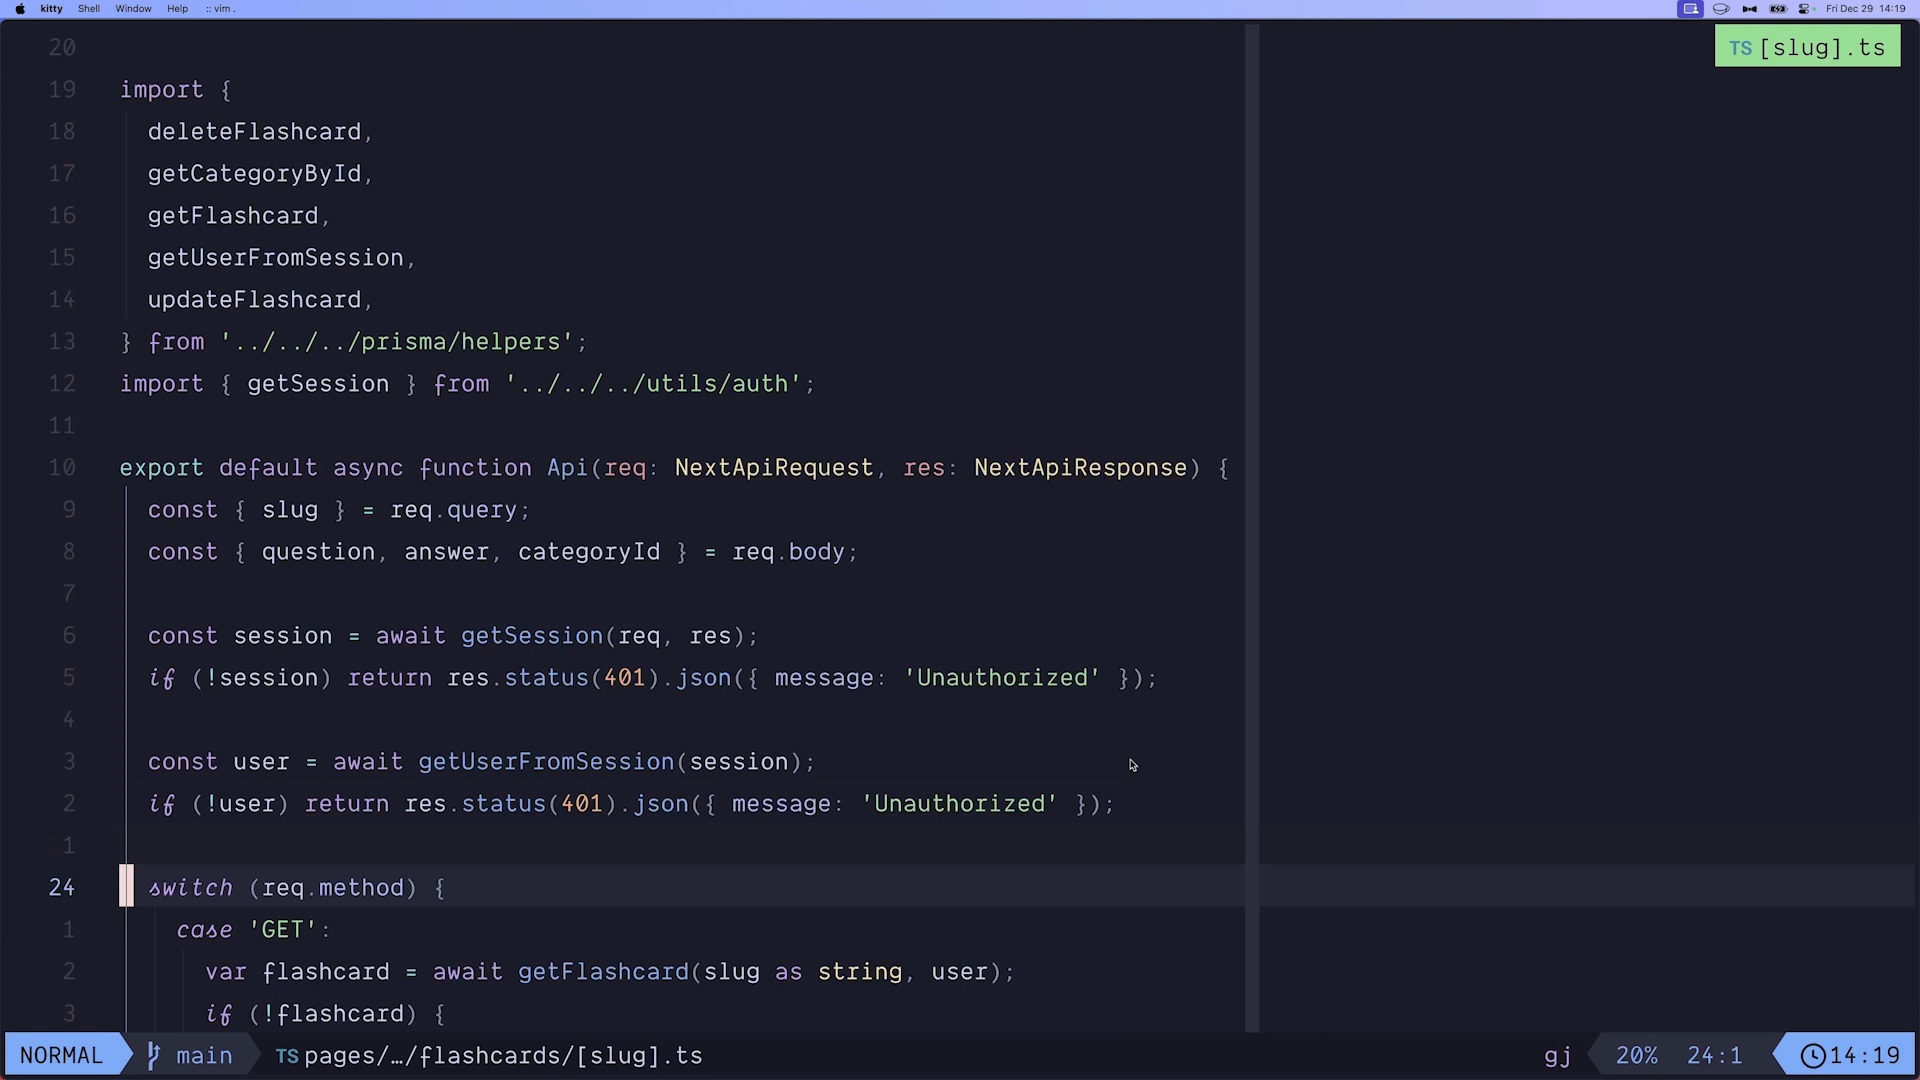 kitty Shell Window Help :: vim . Fri Dec 29 14:19
TS [slug].ts
20
19 import {
18 deleteFlashcard,
17 getCategoryById,
16 getFlashcard,
15 getUserFromSession,
14 updateFlashcard,
13 } from '../../../prisma/helpers';
12 import { getSession } from '../../../utils/auth';
11
10 export default async function Api(req: NextApiRequest, res: NextApiResponse) {
9 const { slug } = req.query;
8 const { question, answer, categoryId } = req.body;
7
6 const session = await getSession(req, res);
5 if (!session) return res.status(401).json({ message: 'Unauthorized' });
4
3 const user = await getUserFromSession(session);
2 if (!user) return res.status(401).json({ message: 'Unauthorized' });
1
24 switch (req.method) {
1 case 'GET':
2 var flashcard = await getFlashcard(slug as string, user);
3 if (!flashcard) {
NORMAL main TS pages/…/flashcards/[slug].ts gj 20% 24:1 14:19